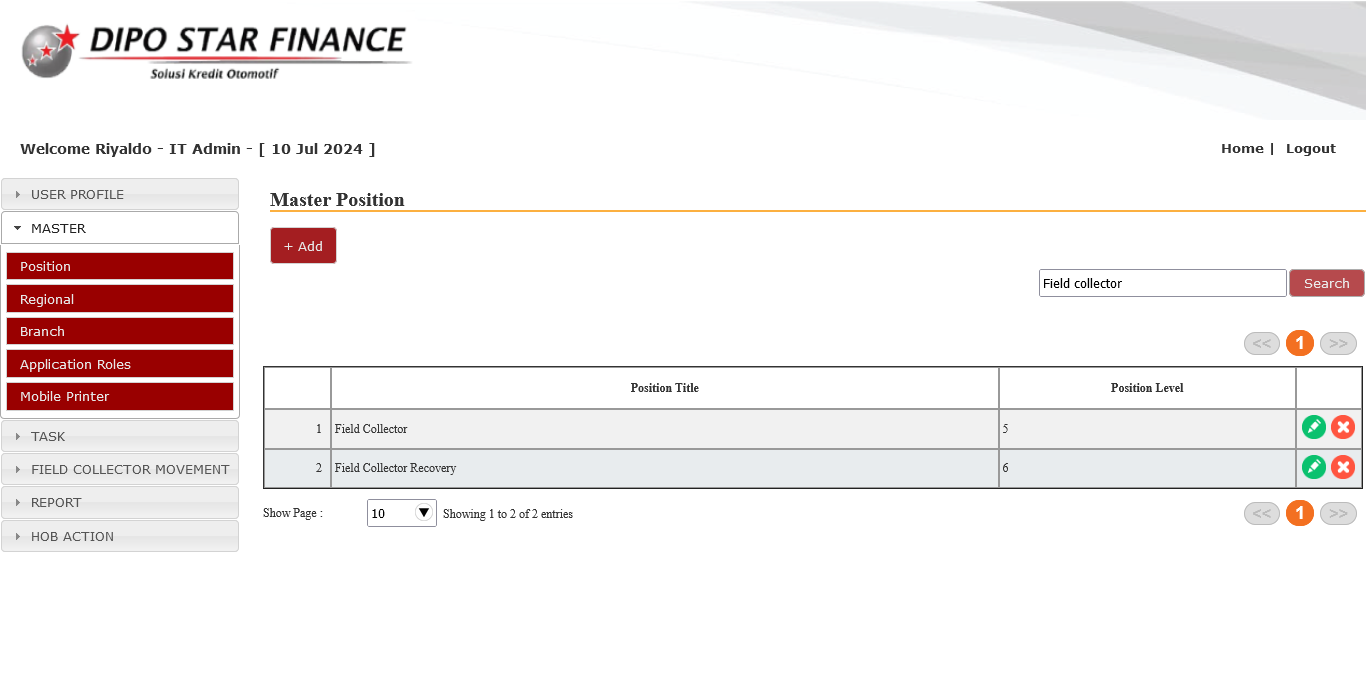 DIPO STAR FINANCE
Solusi Kredit Otomotif
Welcome Riyaldo - IT Admin - [ 10 Jul 2024 ]
Home | Logout
USER PROFILE
MASTER
Position
Regional
Branch
Application Roles
Mobile Printer
TASK
FIELD COLLECTOR MOVEMENT
REPORT
HOB ACTION
Master Position
+ Add
Field collector Search
<< 1 >>
Position Title Position Level
1 Field Collector 5
2 Field Collector Recovery 6
Show Page : 10 Showing 1 to 2 of 2 entries << 1 >>